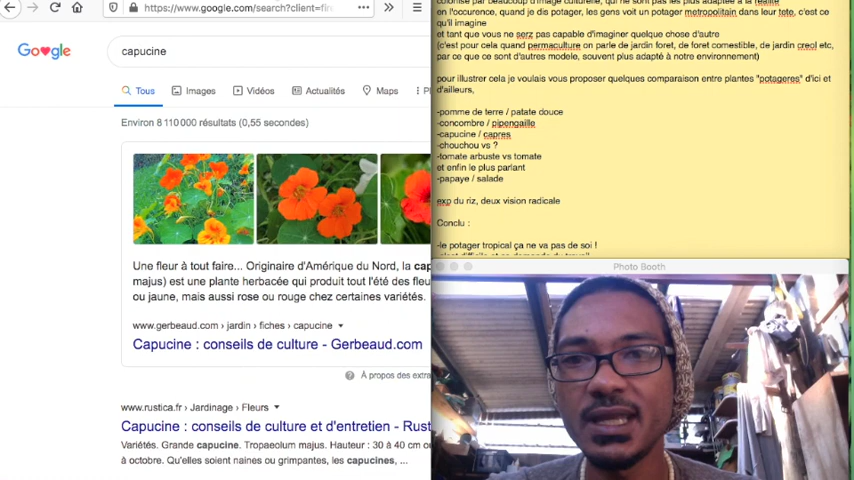 https://www.google.com/search?client=fir
Google
capucine
Tous
Images
Vidéos
Actualités
Maps
Environ 8 110 000 résultats (0,55 secondes)
Une fleur à tout faire... Originaire d'Amérique du Nord, la cap
majus) est une plante herbacée qui produit tout l'été des fleu
ou jaune, mais aussi rose ou rouge chez certaines variétés.
www.gerbeaud.com › jardin › fiches › capucine
Capucine : conseils de culture - Gerbeaud.com
À propos des extra
www.rustica.fr › Jardinage › Fleurs
Capucine : conseils de culture et d'entretien - Rust
Variétés. Grande capucine. Tropaeolum majus. Hauteur : 30 à 40 cm o
à octobre. Qu'elles soient naines ou grimpantes, les capucines, ...
colonisé par beaucoup d'image culturelle, qui ne sont pas les plus adaptée à la réalité
en l'occurence, quand je dis potager, les gens voit un potager metropolitain dans leur tete, c'est ce
qu'il imagine
et tant que vous ne serz pas capable d'imaginer quelque chose d'autre
(c'est pour cela quand permaculture on parle de jardin foret, de foret comestible, de jardin creol etc,
par ce que ce sont d'autres modele, souvent plus adapté à notre environnement)
pour illustrer cela je voulais vous proposer quelques comparaison entre plantes "potageres" d'ici et
d'ailleurs,
-pomme de terre / patate douce
-concombre / pipengaille
-capucine / capres
-chouchou vs ?
-tomate arbuste vs tomate
et enfin le plus parlant
-papaye / salade
exp du riz, deux vision radicale
Conclu :
-le potager tropical ça ne va pas de soi !
Photo Booth